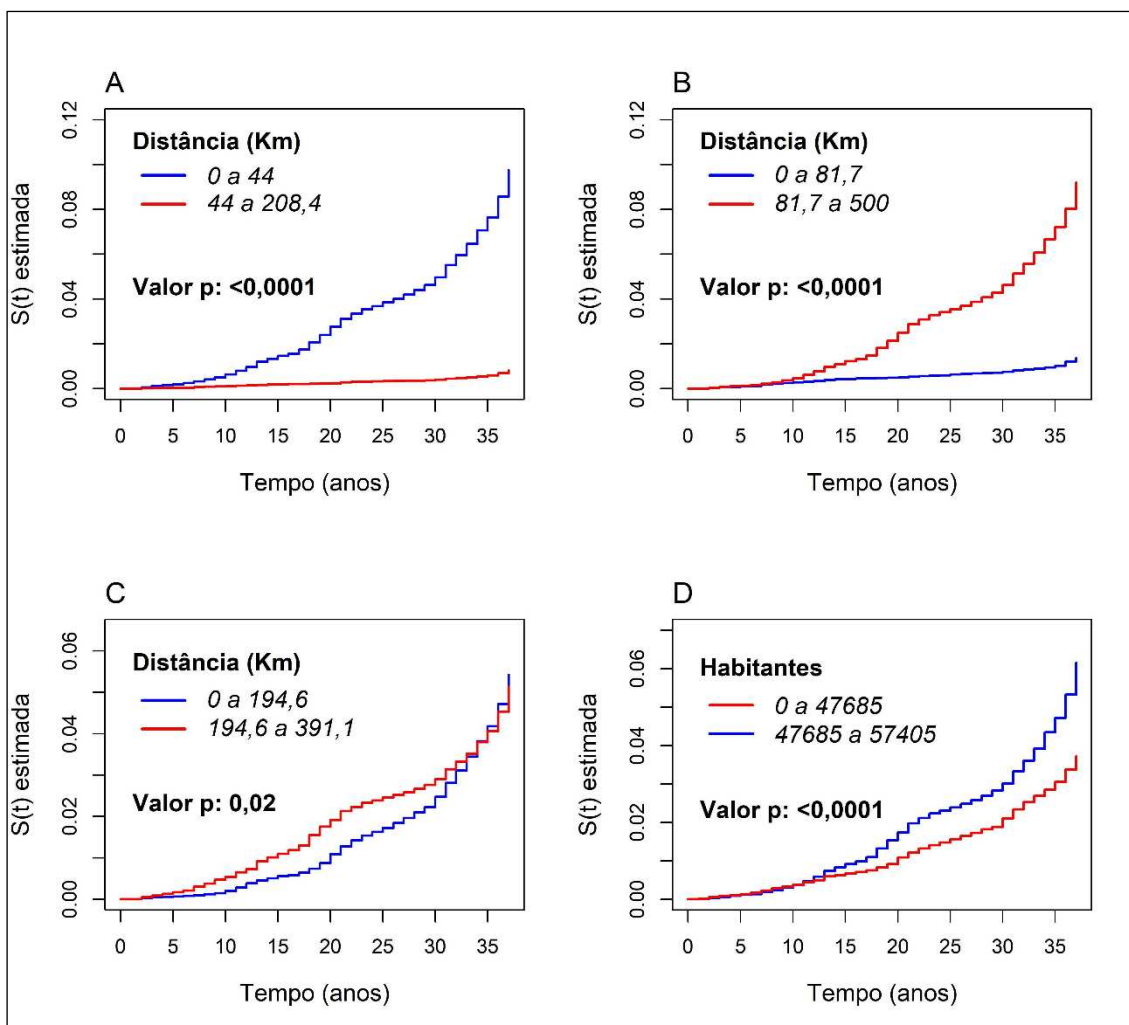 A
Distância (Km)
0 a 44
44 a 208,4
Valor p: <0,0001
S(t) estimada
0.00 0.04 0.08 0.12
0 5 10 15 20 25 30 35
Tempo (anos)
B
Distância (Km)
0 a 81,7
81,7 a 500
Valor p: <0,0001
S(t) estimada
0.00 0.04 0.08 0.12
0 5 10 15 20 25 30 35
Tempo (anos)
C
Distância (Km)
0 a 194,6
194,6 a 391,1
Valor p: 0,02
S(t) estimada
0.00 0.02 0.04 0.06
0 5 10 15 20 25 30 35
Tempo (anos)
D
Habitantes
0 a 47685
47685 a 57405
Valor p: <0,0001
S(t) estimada
0.00 0.02 0.04 0.06
0 5 10 15 20 25 30 35
Tempo (anos)